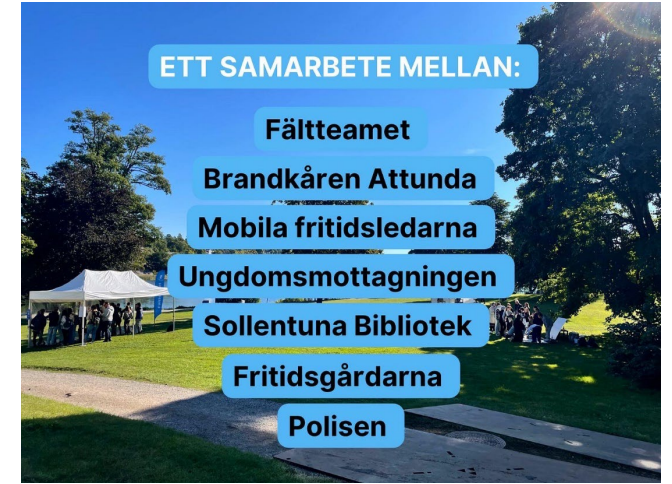 ETT SAMARBETE MELLAN:
Fältteamet
Brandkåren Attunda
Mobila fritidsledarna
Ungdomsmottagningen
Sollentuna Bibliotek
Fritidsgårdarna
Polisen